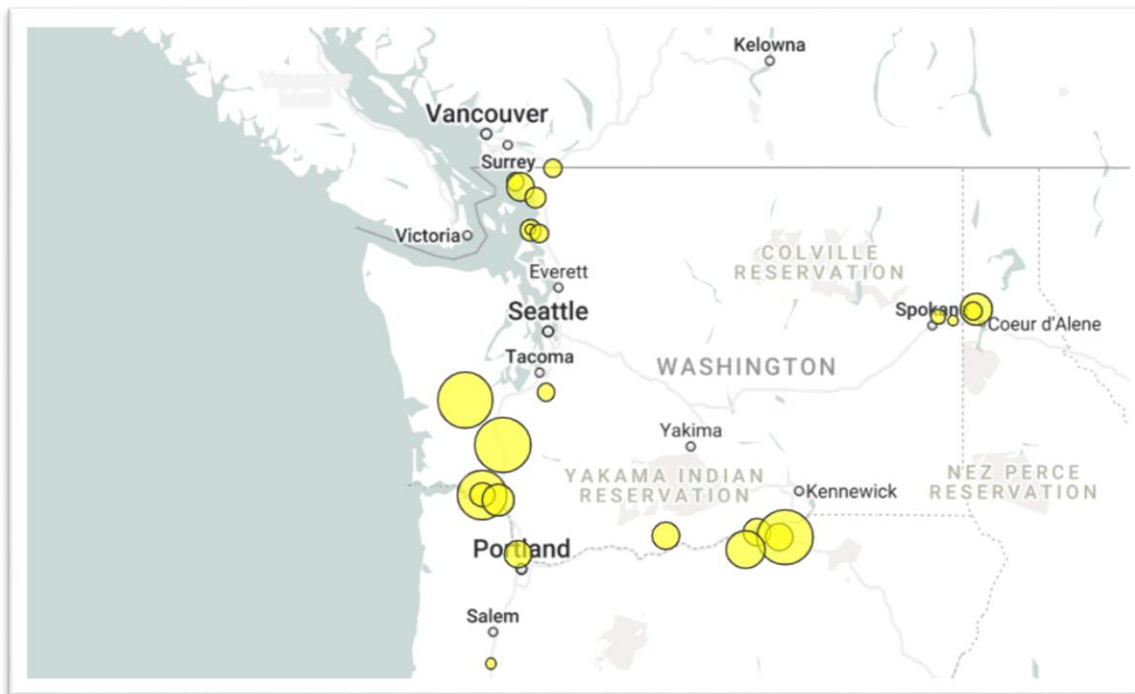 Kelowna
Vancouver
Surrey
Victoria
COLVILLE
RESERVATION
Everett
Seattle
Spokan
Coeur d'Alene
Tacoma
WASHINGTON
Yakima
YAKAMA INDIAN
RESERVATION
NEZ PERCE
RESERVATION
Kennewick
Portland
Salem